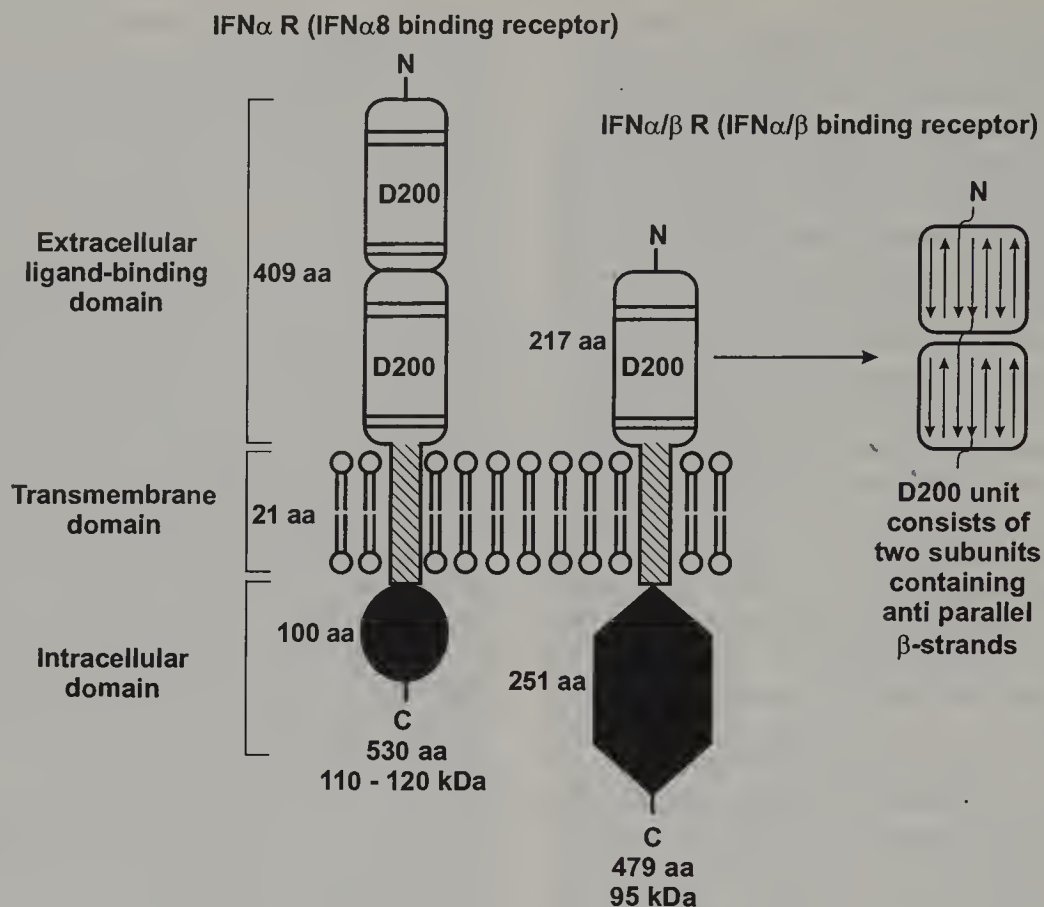 IFNα R (IFNα8 binding receptor)
N
IFNα/β R (IFNα/β binding receptor)
D200
N
N
Extracellular
ligand-binding
domain
409 aa
217 aa
D200
D200
Transmembrane
domain
21 aa
D200 unit
consists of
two subunits
containing
anti parallel
β-strands
100 aa
Intracellular
domain
251 aa
C
530 aa
110 - 120 kDa
C
479 aa
95 kDa